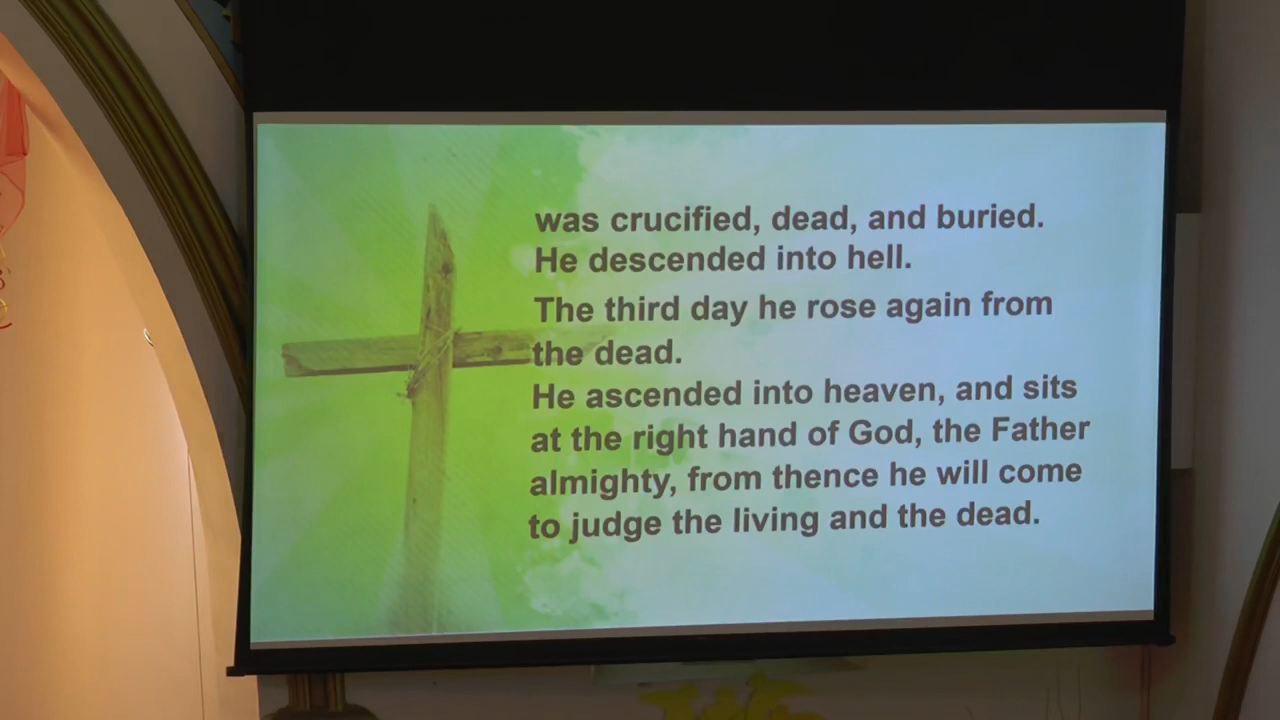 was crucified, dead, and buried.
He descended into hell.
The third day he rose again from
the dead.
He ascended into heaven, and sits
at the right hand of God, the Father
almighty, from thence he will come
to judge the living and the dead.